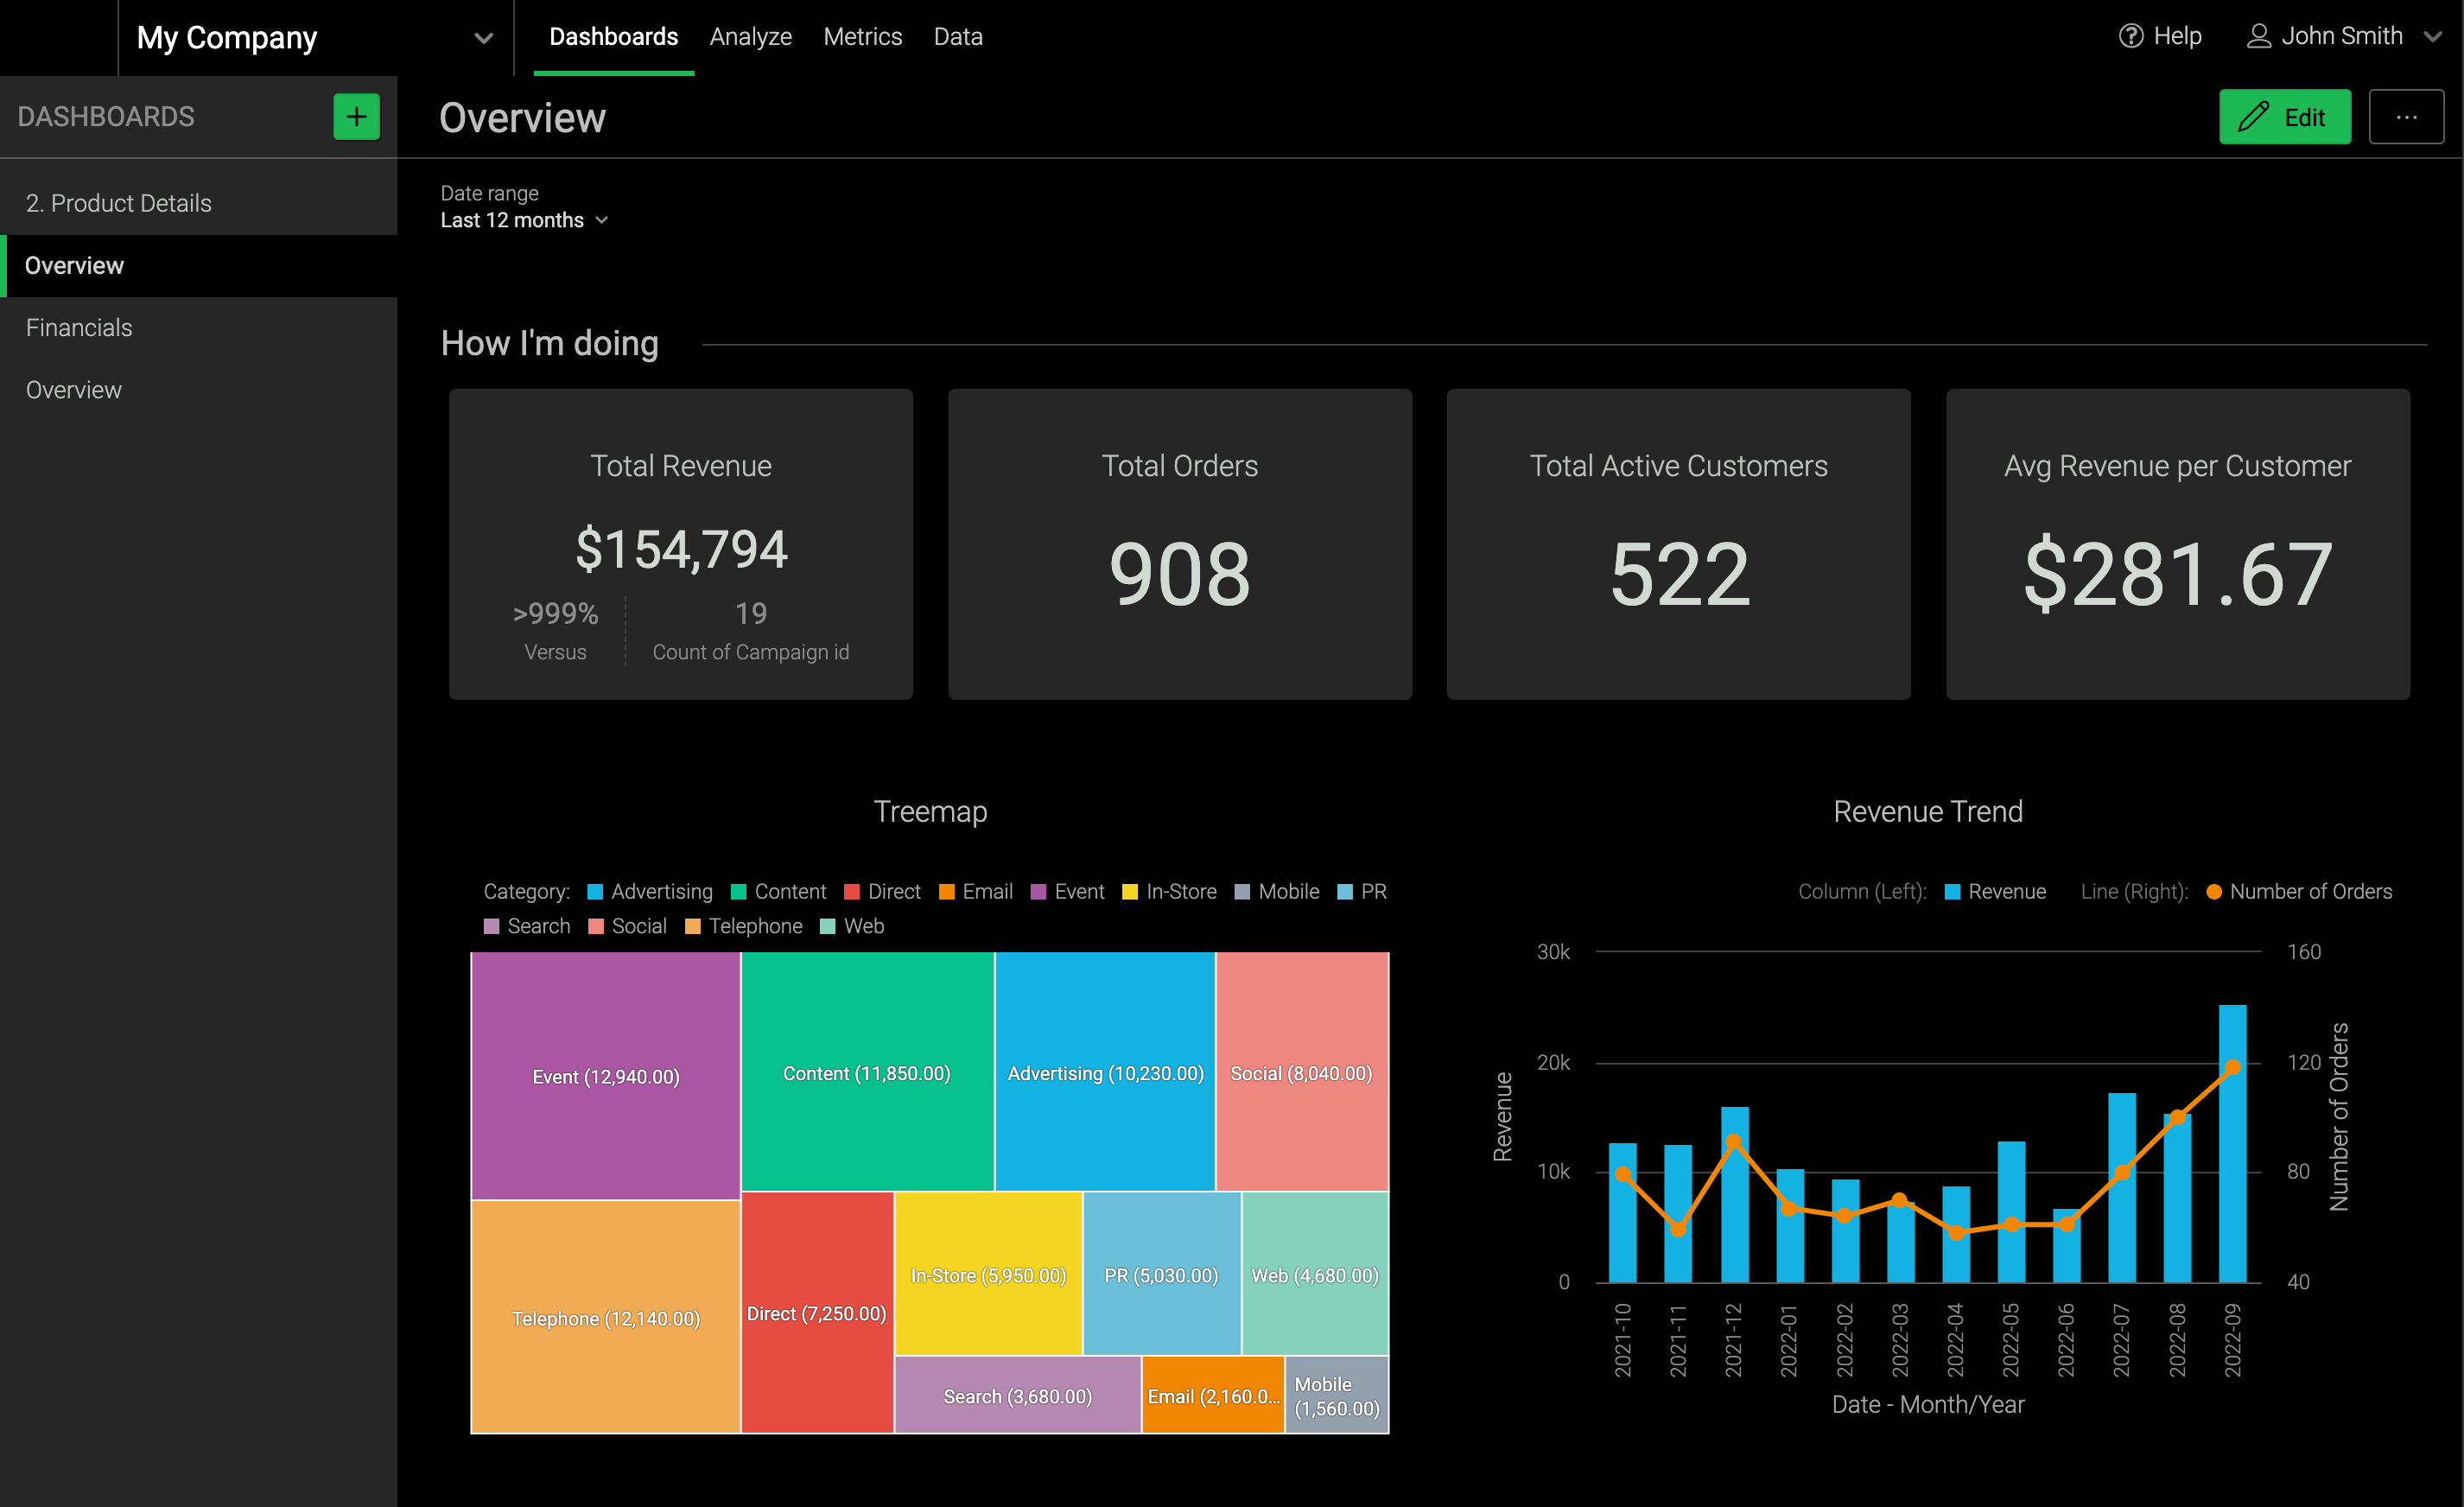 My Company
Dashboards Analyze Metrics Data
Help John Smith
DASHBOARDS +
Overview
Edit ...
2. Product Details
Overview
Financials
Overview
Date range
Last 12 months
How I'm doing
Total Revenue
$154,794
>999%
Versus
19
Count of Campaign id
Total Orders
908
Total Active Customers
522
Avg Revenue per Customer
$281.67
Treemap
Category: Advertising Content Direct Email Event In-Store Mobile PR
Search Social Telephone Web
Event (12,940.00)
Content (11,850.00)
Advertising (10,230.00)
Social (8,040.00)
Telephone (12,140.00)
Direct (7,250.00)
In-Store (5,950.00)
PR (5,030.00)
Web (4,680.00)
Search (3,680.00)
Email (2,160.0...
Mobile
(1,560.00)
Revenue Trend
Column (Left): Revenue Line (Right): Number of Orders
30k
20k
10k
0
Revenue
160
120
80
40
Number of Orders
2021-10
2021-11
2021-12
2022-01
2022-02
2022-03
2022-04
2022-05
2022-06
2022-07
2022-08
2022-09
Date - Month/Year